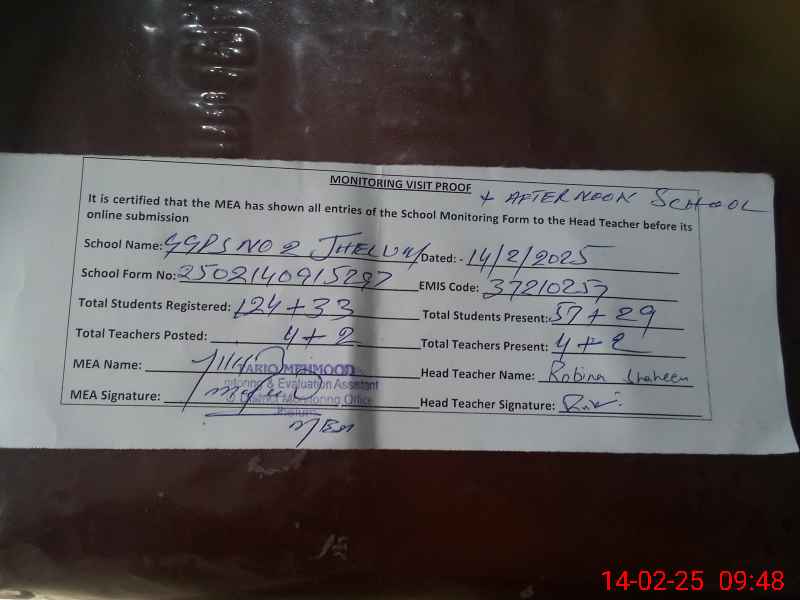 MONITORING VISIT PROOF + AFTERNOON SCHOOL
It is certified that the MEA has shown all entries of the School Monitoring Form to the Head Teacher before its
online submission
School Name: GGPS NO 2 JHELUM Dated: - 14/2/2025
School Form No: 2502140915297 EMIS Code: 37210257
Total Students Registered: 124 + 33 Total Students Present: 57 + 29
Total Teachers Posted: 4 + 2 Total Teachers Present: 4 + 2
MEA Name: TARIQ MEHMOOD Head Teacher Name: Robina Shaheen
nitoring & Evaluation Assistant
MEA Signature: District Monitoring Office Head Teacher Signature:
Jhelum
14-02-25 09:48